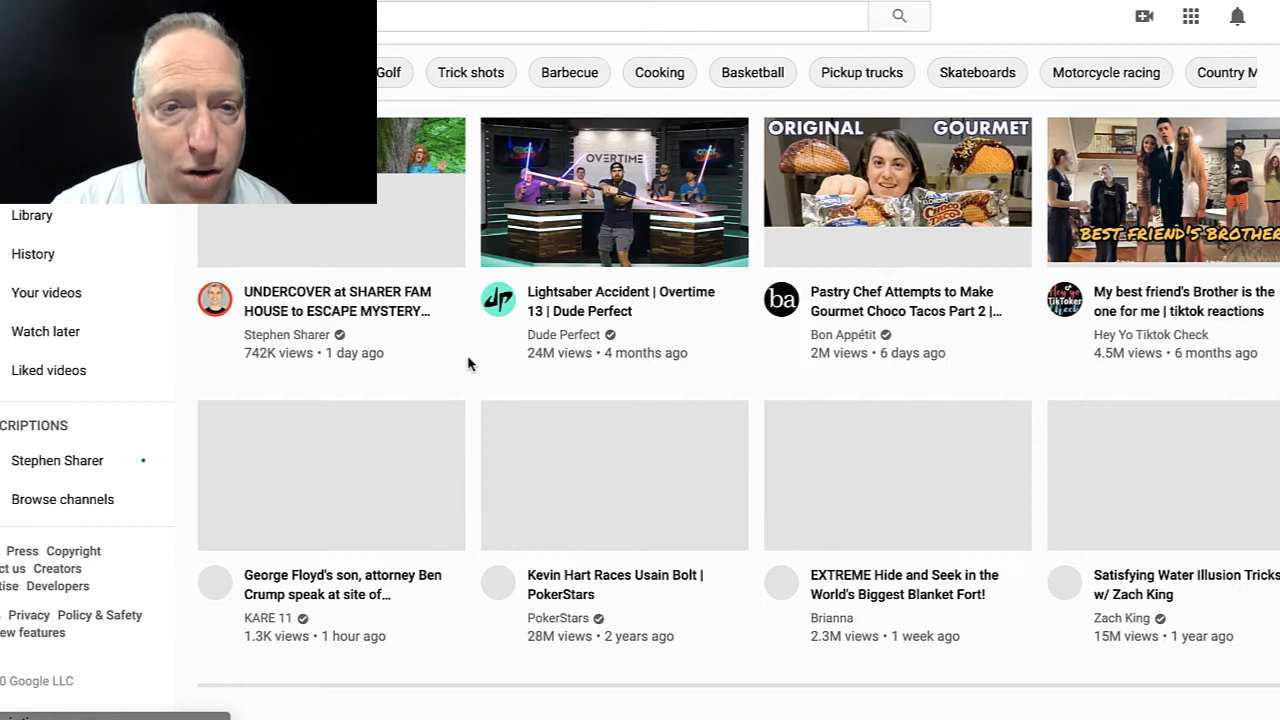 Golf
Trick shots
Barbecue
Cooking
Basketball
Pickup trucks
Skateboards
Motorcycle racing
Country M
OVERTIME
ORIGINAL
GOURMET
CHOCO TACO
BEST FRIEND'S BROTHER
Library
History
Your videos
Watch later
Liked videos
UNDERCOVER at SHARER FAM
HOUSE to ESCAPE MYSTERY...
Stephen Sharer
742K views • 1 day ago
dp
Lightsaber Accident | Overtime
13 | Dude Perfect
Dude Perfect
24M views • 4 months ago
ba
Pastry Chef Attempts to Make
Gourmet Choco Tacos Part 2 |...
Bon Appétit
2M views • 6 days ago
Hey Yo
TikToker
Check
My best friend's Brother is the
one for me | tiktok reactions
Hey Yo Tiktok Check
4.5M views • 6 months ago
CRIPTIONS
Stephen Sharer
Browse channels
Press Copyright
ct us Creators
tise Developers
Privacy Policy & Safety
ew features
0 Google LLC
George Floyd's son, attorney Ben
Crump speak at site of...
KARE 11
1.3K views • 1 hour ago
Kevin Hart Races Usain Bolt |
PokerStars
PokerStars
28M views • 2 years ago
EXTREME Hide and Seek in the
World's Biggest Blanket Fort!
Brianna
2.3M views • 1 week ago
Satisfying Water Illusion Tricks
w/ Zach King
Zach King
15M views • 1 year ago